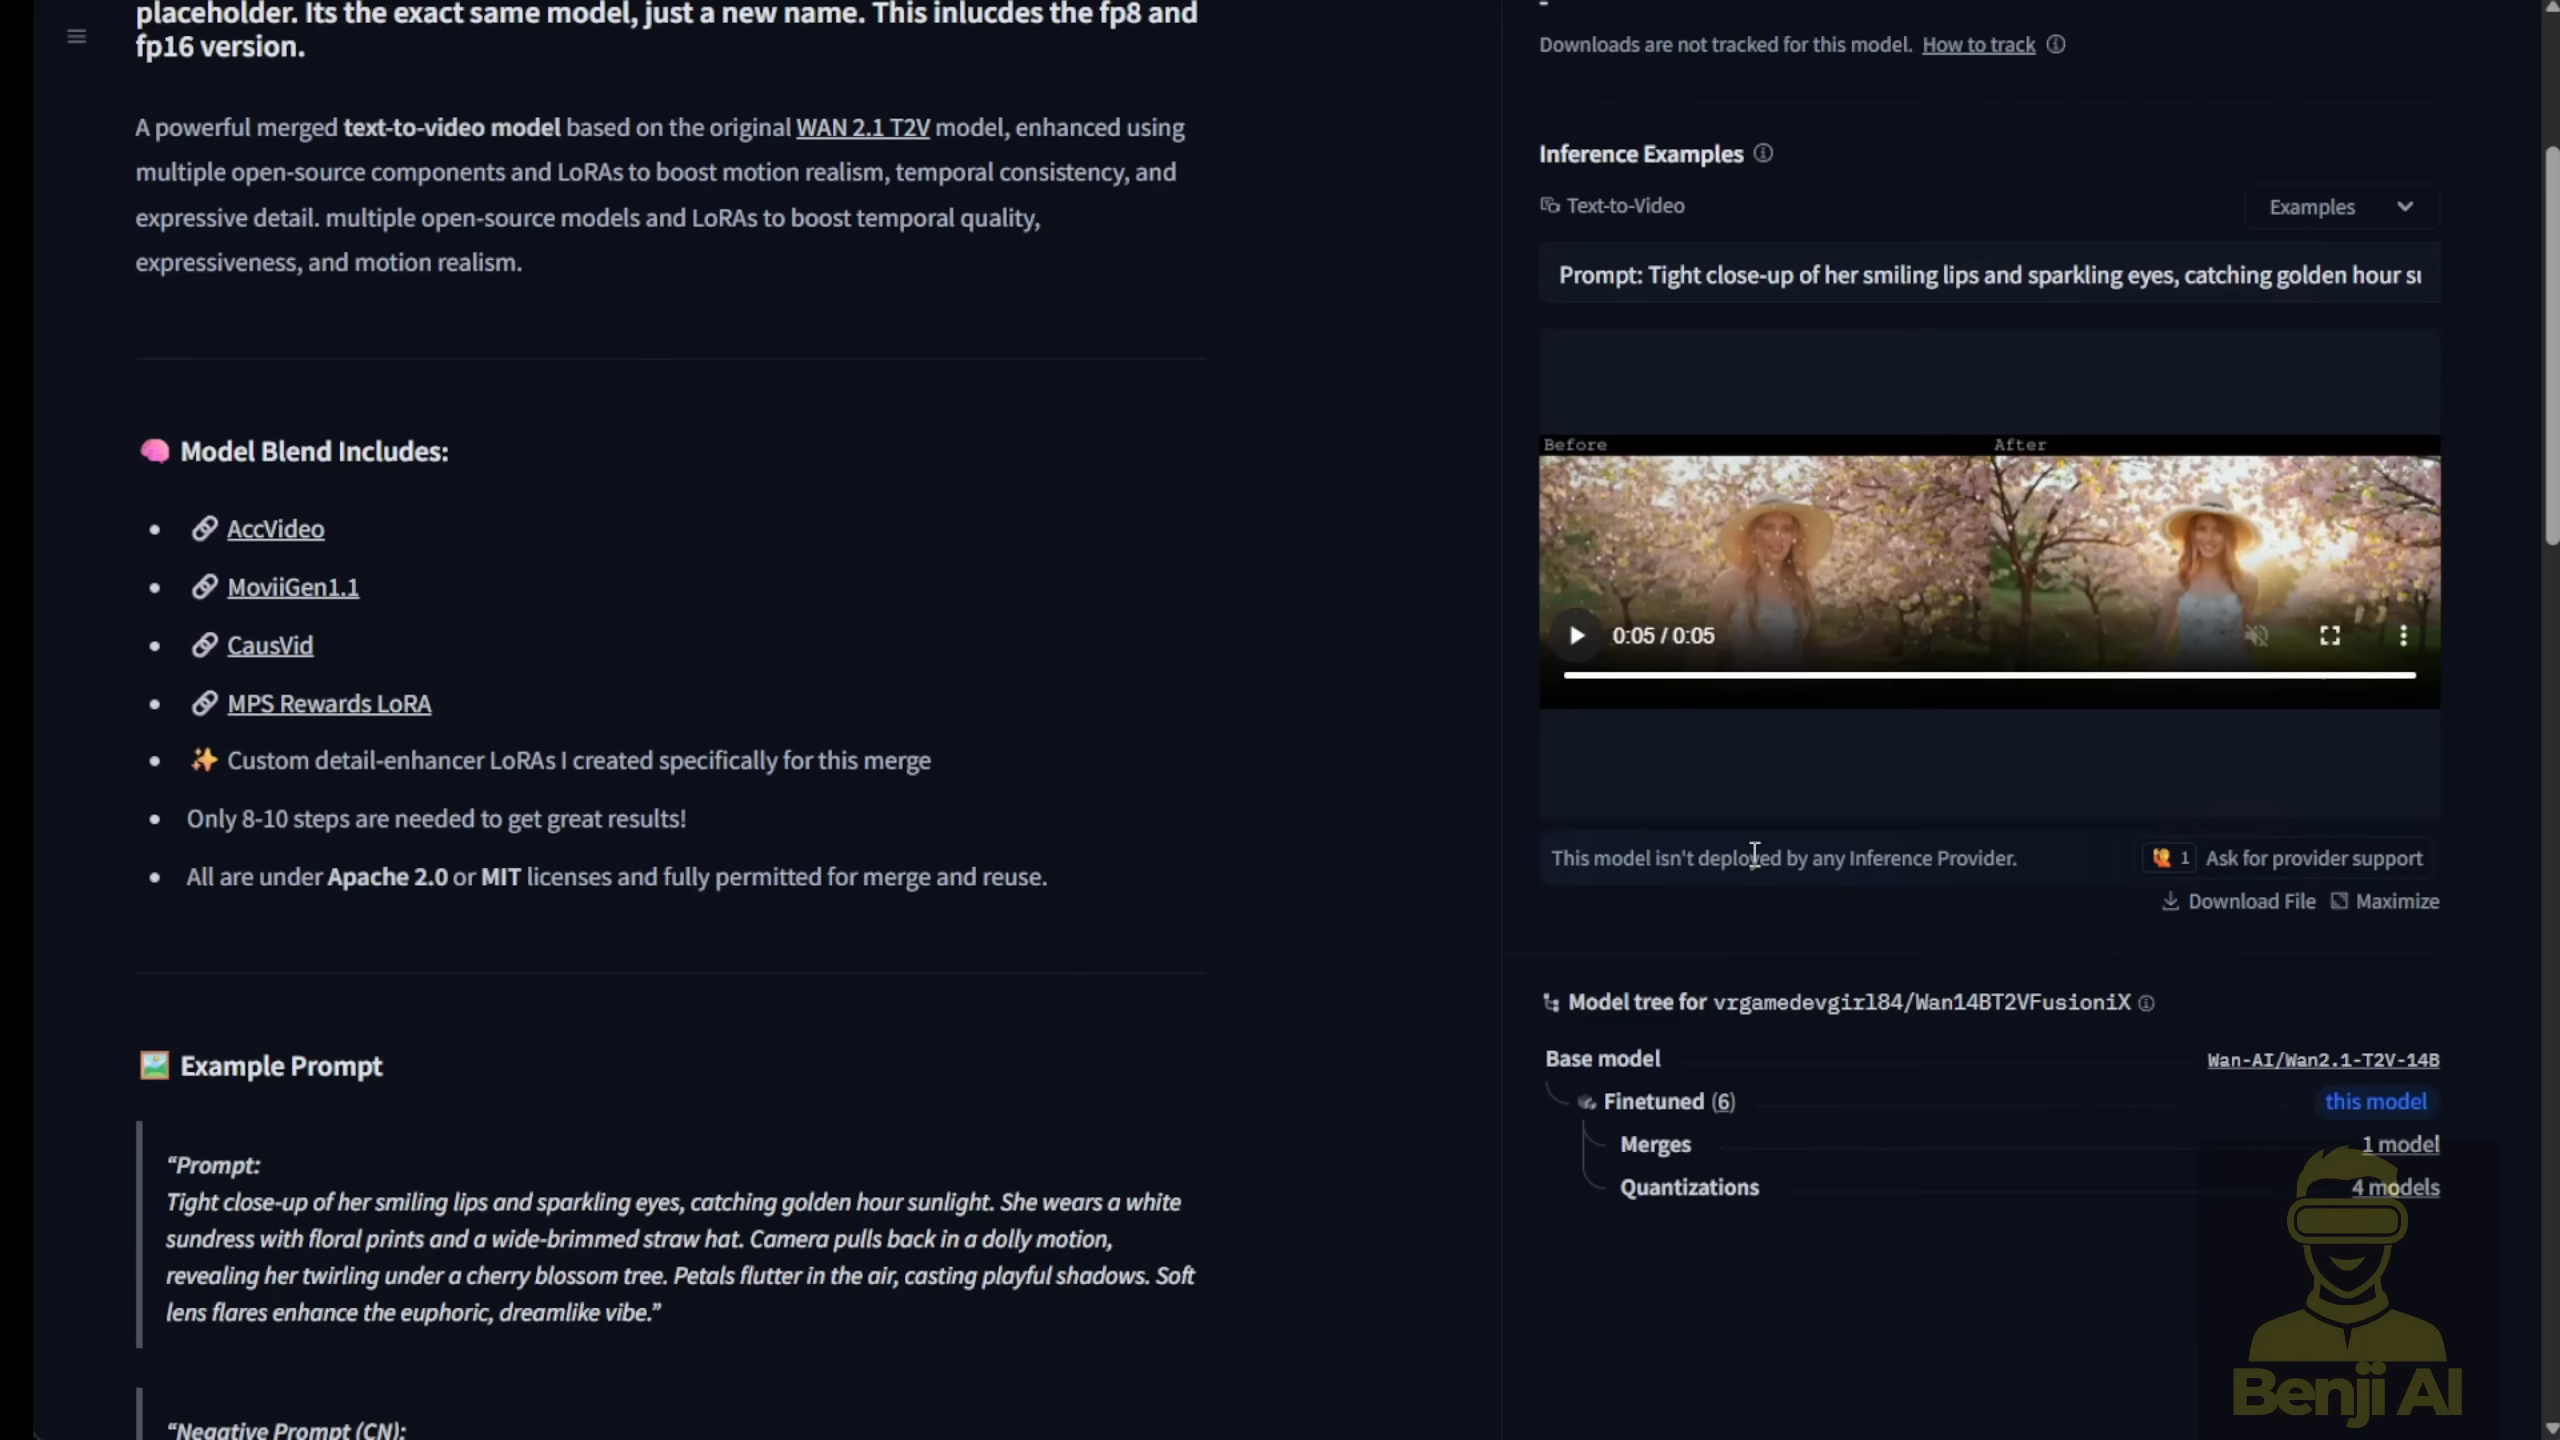 placeholder. Its the exact same model, just a new name. This inlucdes the fp8 and
fp16 version.
A powerful merged text-to-video model based on the original WAN 2.1 T2V model, enhanced using
multiple open-source components and LoRAs to boost motion realism, temporal consistency, and
expressive detail. multiple open-source models and LoRAs to boost temporal quality,
expressiveness, and motion realism.
Model Blend Includes:
AccVideo
MoviiGen1.1
CausVid
MPS Rewards LoRA
Custom detail-enhancer LoRAs I created specifically for this merge
Only 8-10 steps are needed to get great results!
All are under Apache 2.0 or MIT licenses and fully permitted for merge and reuse.
Example Prompt
“Prompt:
Tight close-up of her smiling lips and sparkling eyes, catching golden hour sunlight. She wears a white
sundress with floral prints and a wide-brimmed straw hat. Camera pulls back in a dolly motion,
revealing her twirling under a cherry blossom tree. Petals flutter in the air, casting playful shadows. Soft
lens flares enhance the euphoric, dreamlike vibe.”
“Negative Prompt (CN):
Downloads are not tracked for this model. How to track
Inference Examples
Text-to-Video
Examples
Prompt: Tight close-up of her smiling lips and sparkling eyes, catching golden hour su
Before After
0:05 / 0:05
This model isn't deployed by any Inference Provider.
1 Ask for provider support
Download File Maximize
Model tree for vrgamedevgirl84/Wan14BT2VFusioniX
Base model Wan-AI/Wan2.1-T2V-14B
Finetuned (6) this model
Merges 1 model
Quantizations 4 models
Benji AI